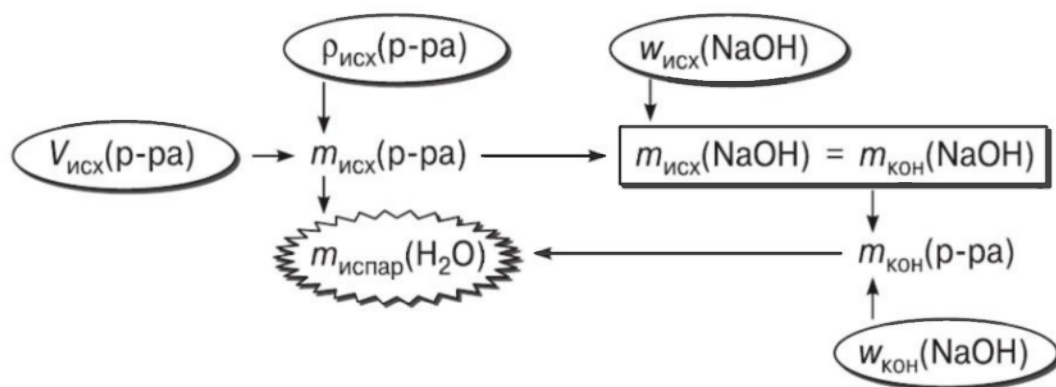 ρисх(р-ра)
wисх(NaOH)
Vисх(р-ра)
mисх(р-ра)
mисх(NaOH) = mкон(NaOH)
mиспар(H₂O)
mкон(р-ра)
wкон(NaOH)